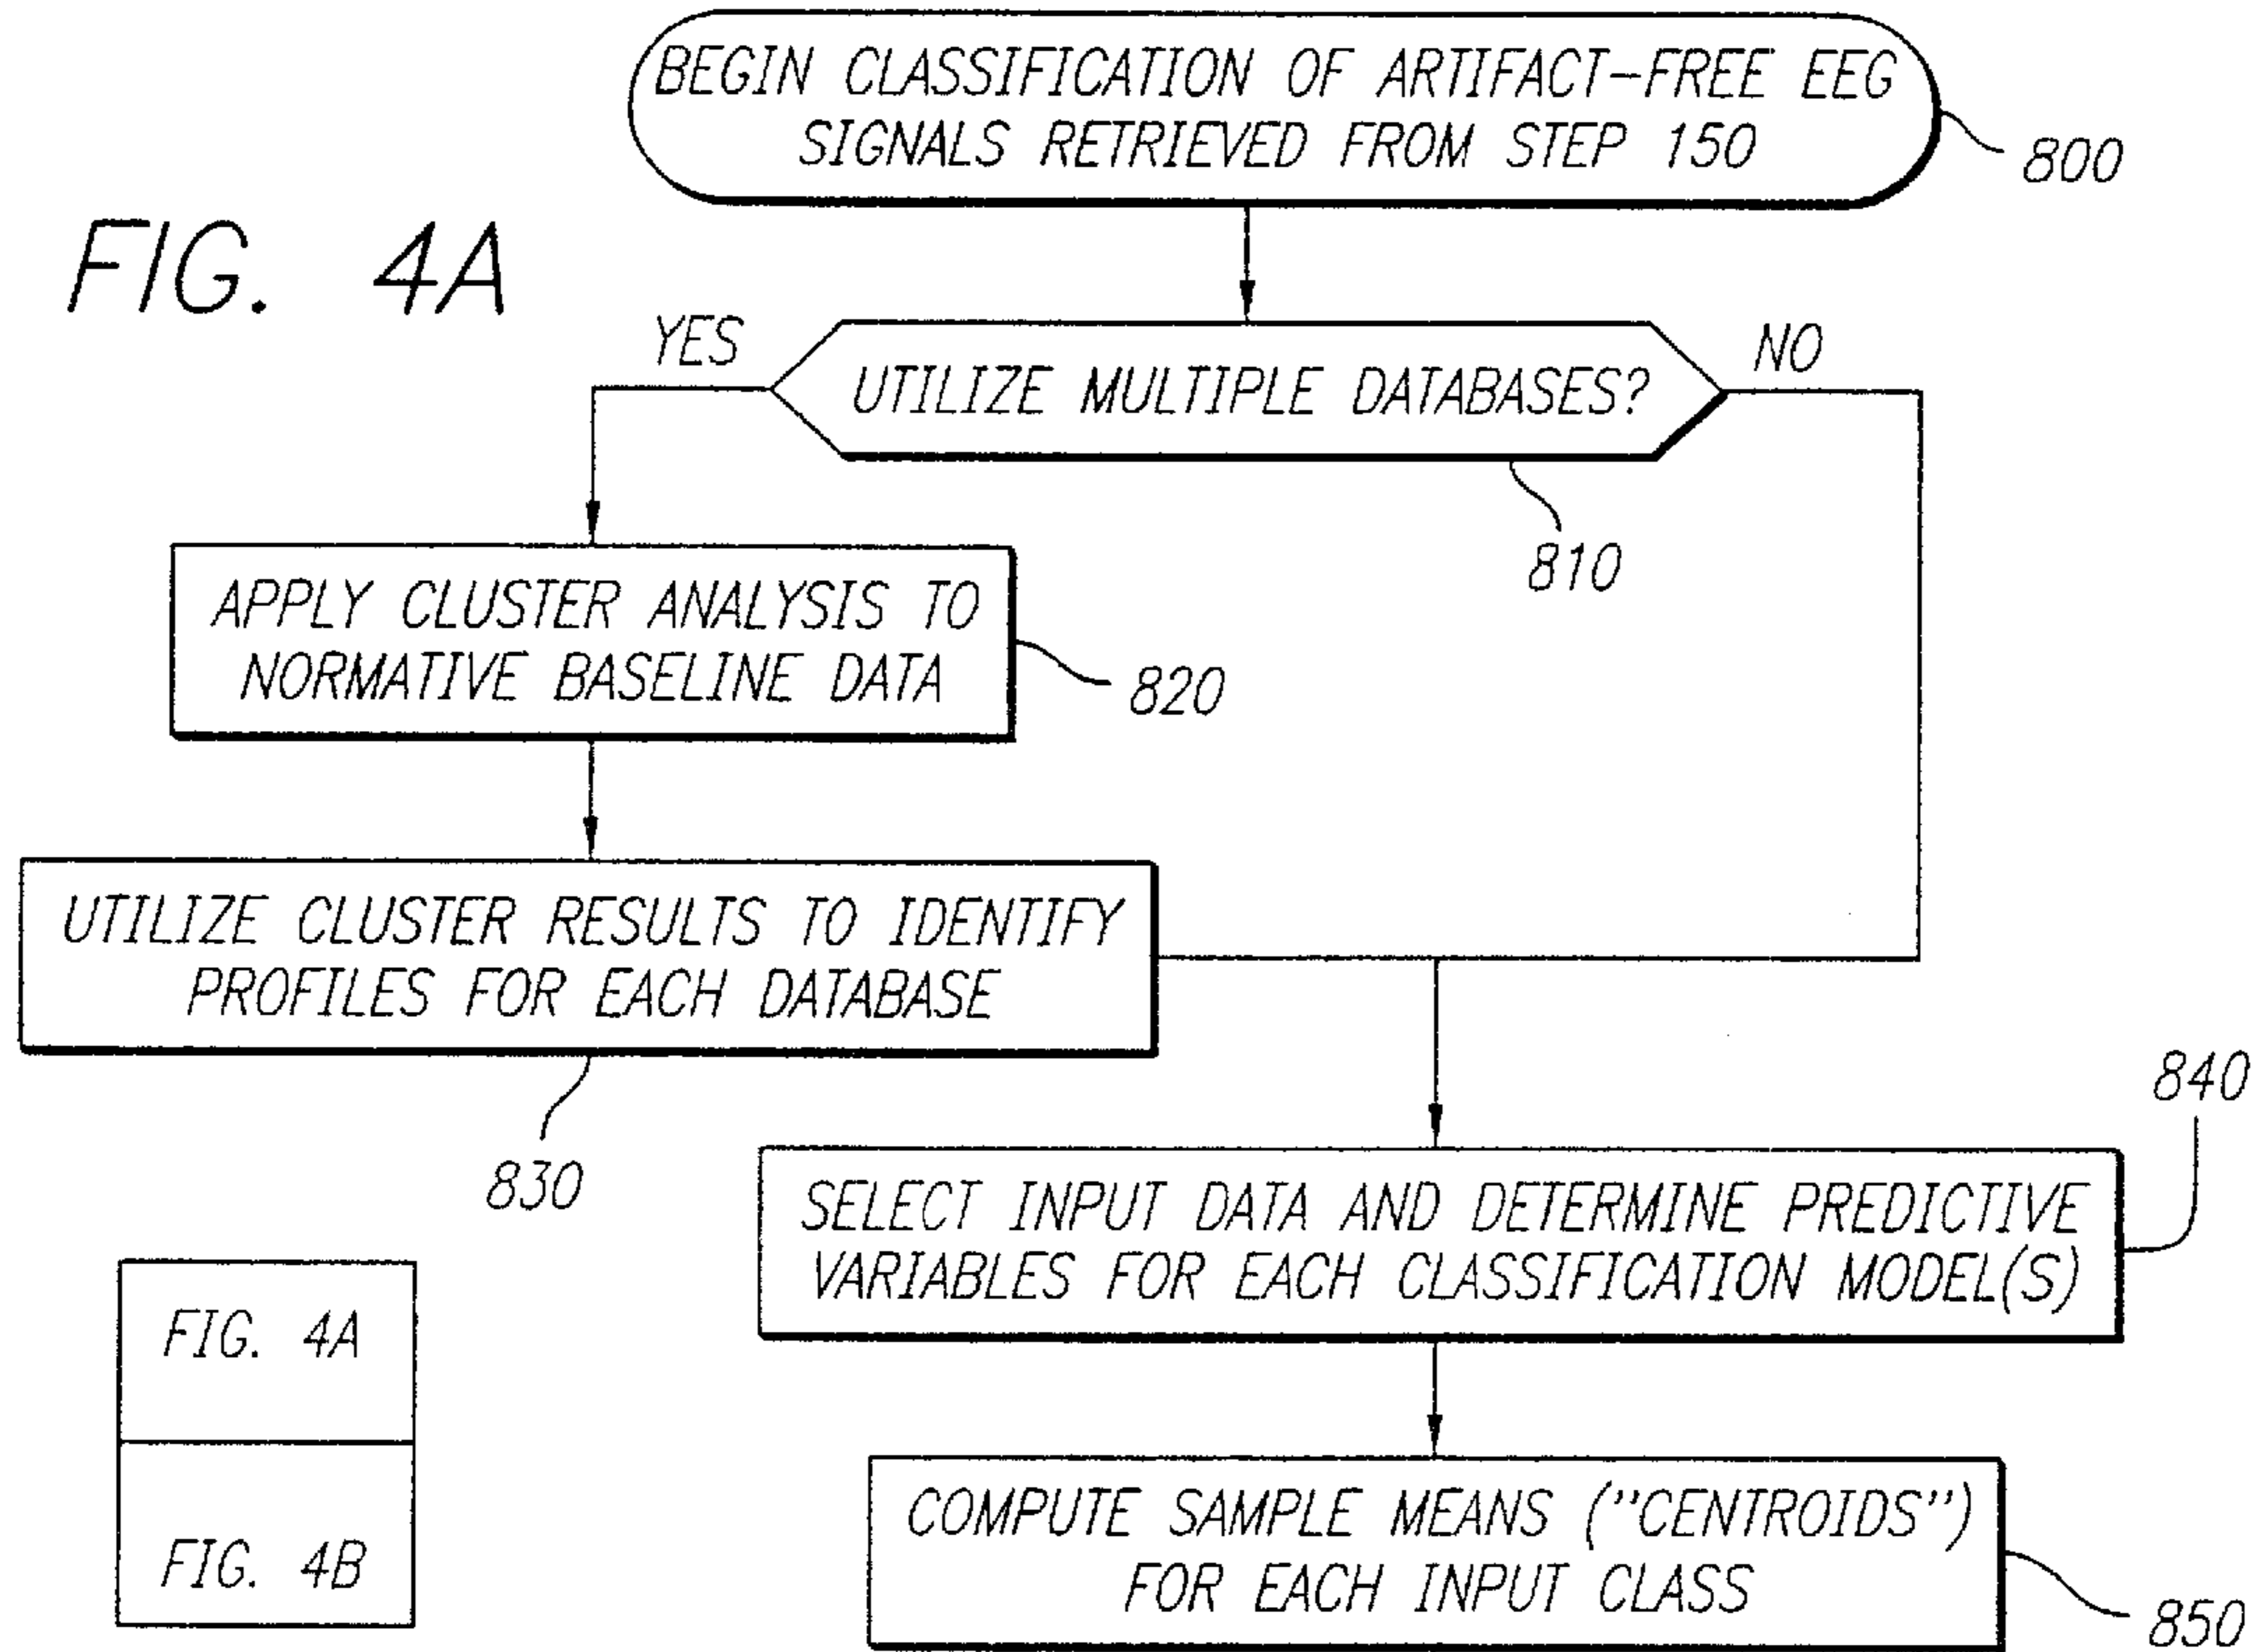 BEGIN CLASSIFICATION OF ARTIFACT-FREE EEG
SIGNALS RETRIEVED FROM STEP 150
800
FIG. 4A
YES
UTILIZE MULTIPLE DATABASES?
NO
810
APPLY CLUSTER ANALYSIS TO
NORMATIVE BASELINE DATA
820
UTILIZE CLUSTER RESULTS TO IDENTIFY
PROFILES FOR EACH DATABASE
830
840
SELECT INPUT DATA AND DETERMINE PREDICTIVE
VARIABLES FOR EACH CLASSIFICATION MODEL(S)
FIG. 4A
FIG. 4B
COMPUTE SAMPLE MEANS ("CENTROIDS")
FOR EACH INPUT CLASS
850